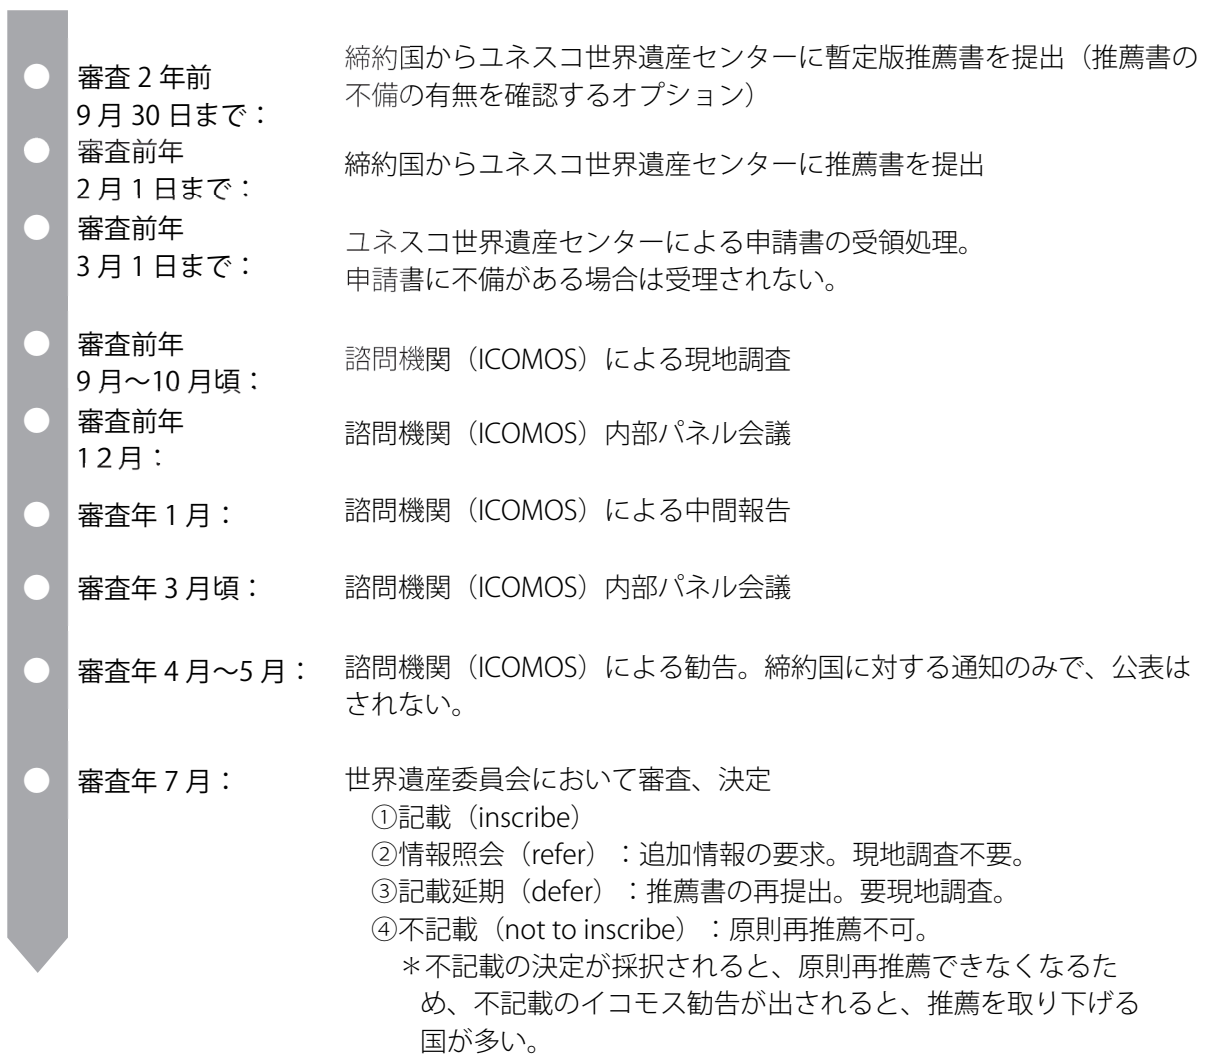 審査 2 年前
9 月 30 日まで：
締約国からユネスコ世界遺産センターに暫定版推薦書を提出（推薦書の
不備の有無を確認するオプション）
審査前年
2 月 1 日まで：
締約国からユネスコ世界遺産センターに推薦書を提出
審査前年
3 月 1 日まで：
ユネスコ世界遺産センターによる申請書の受領処理。
申請書に不備がある場合は受理されない。
審査前年
9 月～10 月頃：
諮問機関（ICOMOS）による現地調査
審査前年
1２月：
諮問機関（ICOMOS）内部パネル会議
審査年 1 月：
諮問機関（ICOMOS）による中間報告
審査年 3 月頃：
諮問機関（ICOMOS）内部パネル会議
審査年 4 月～5 月：
諮問機関（ICOMOS）による勧告。締約国に対する通知のみで、公表は
されない。
審査年 7 月：
世界遺産委員会において審査、決定
①記載（inscribe）
②情報照会（refer）：追加情報の要求。現地調査不要。
③記載延期（defer）：推薦書の再提出。要現地調査。
④不記載（not to inscribe）：原則再推薦不可。
＊不記載の決定が採択されると、原則再推薦できなくなるた
め、不記載のイコモス勧告が出されると、推薦を取り下げる
国が多い。